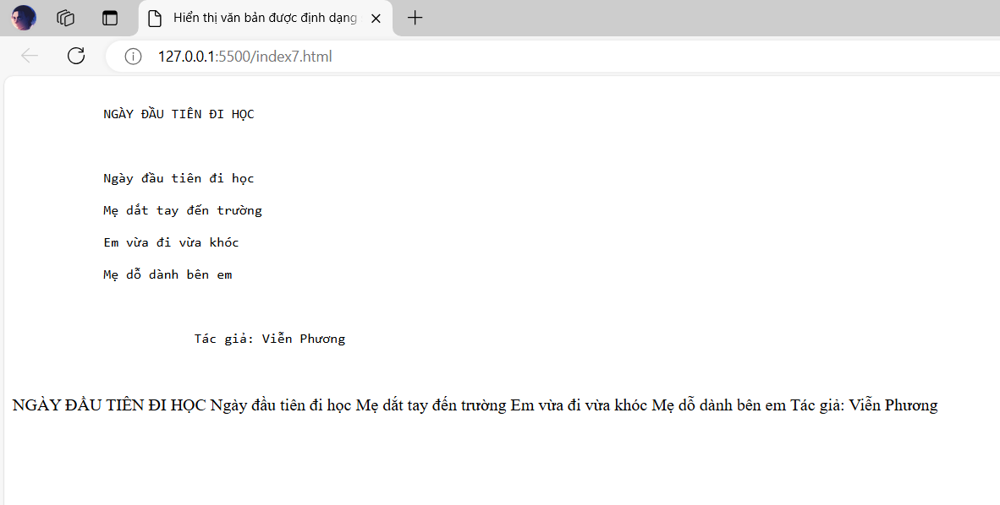 Hiển thị văn bản được định dạng
127.0.0.1:5500/index7.html
NGÀY ĐẦU TIÊN ĐI HỌC
Ngày đầu tiên đi học
Mẹ dắt tay đến trường
Em vừa đi vừa khóc
Mẹ dỗ dành bên em
Tác giả: Viễn Phương
NGÀY ĐẦU TIÊN ĐI HỌC Ngày đầu tiên đi học Mẹ dắt tay đến trường Em vừa đi vừa khóc Mẹ dỗ dành bên em Tác giả: Viễn Phương